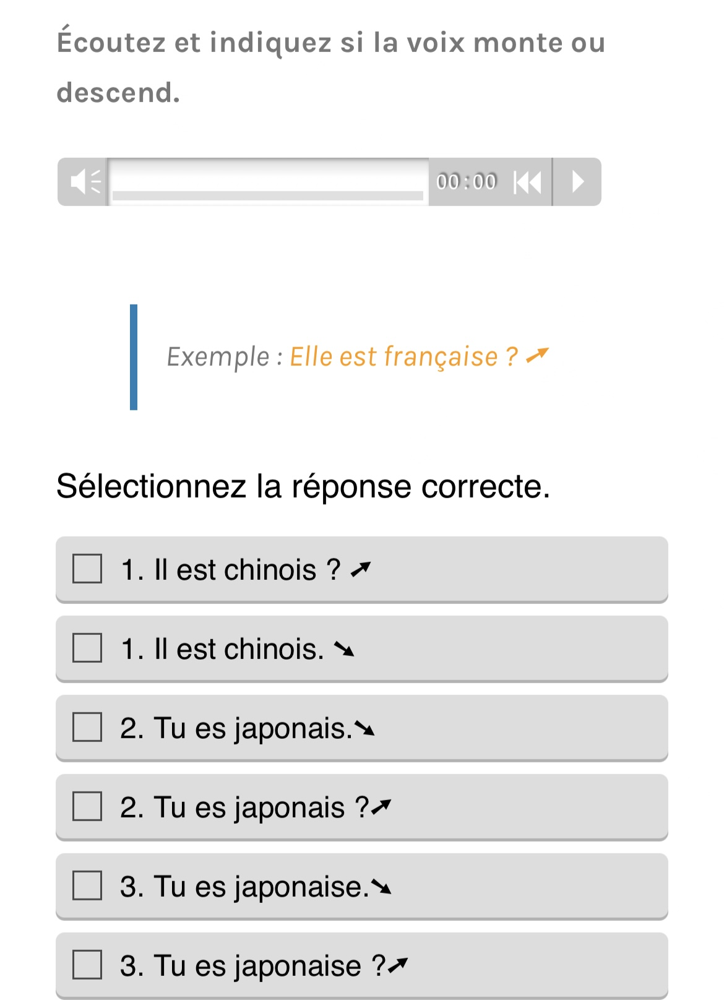 Écoutez et indiquez si la voix monte ou
descend.
00:00
Exemple : Elle est française ? ➚
Sélectionnez la réponse correcte.
1. Il est chinois ? ➚
1. Il est chinois. ➘
2. Tu es japonais.➘
2. Tu es japonais ?➚
3. Tu es japonaise.➘
3. Tu es japonaise ?➚